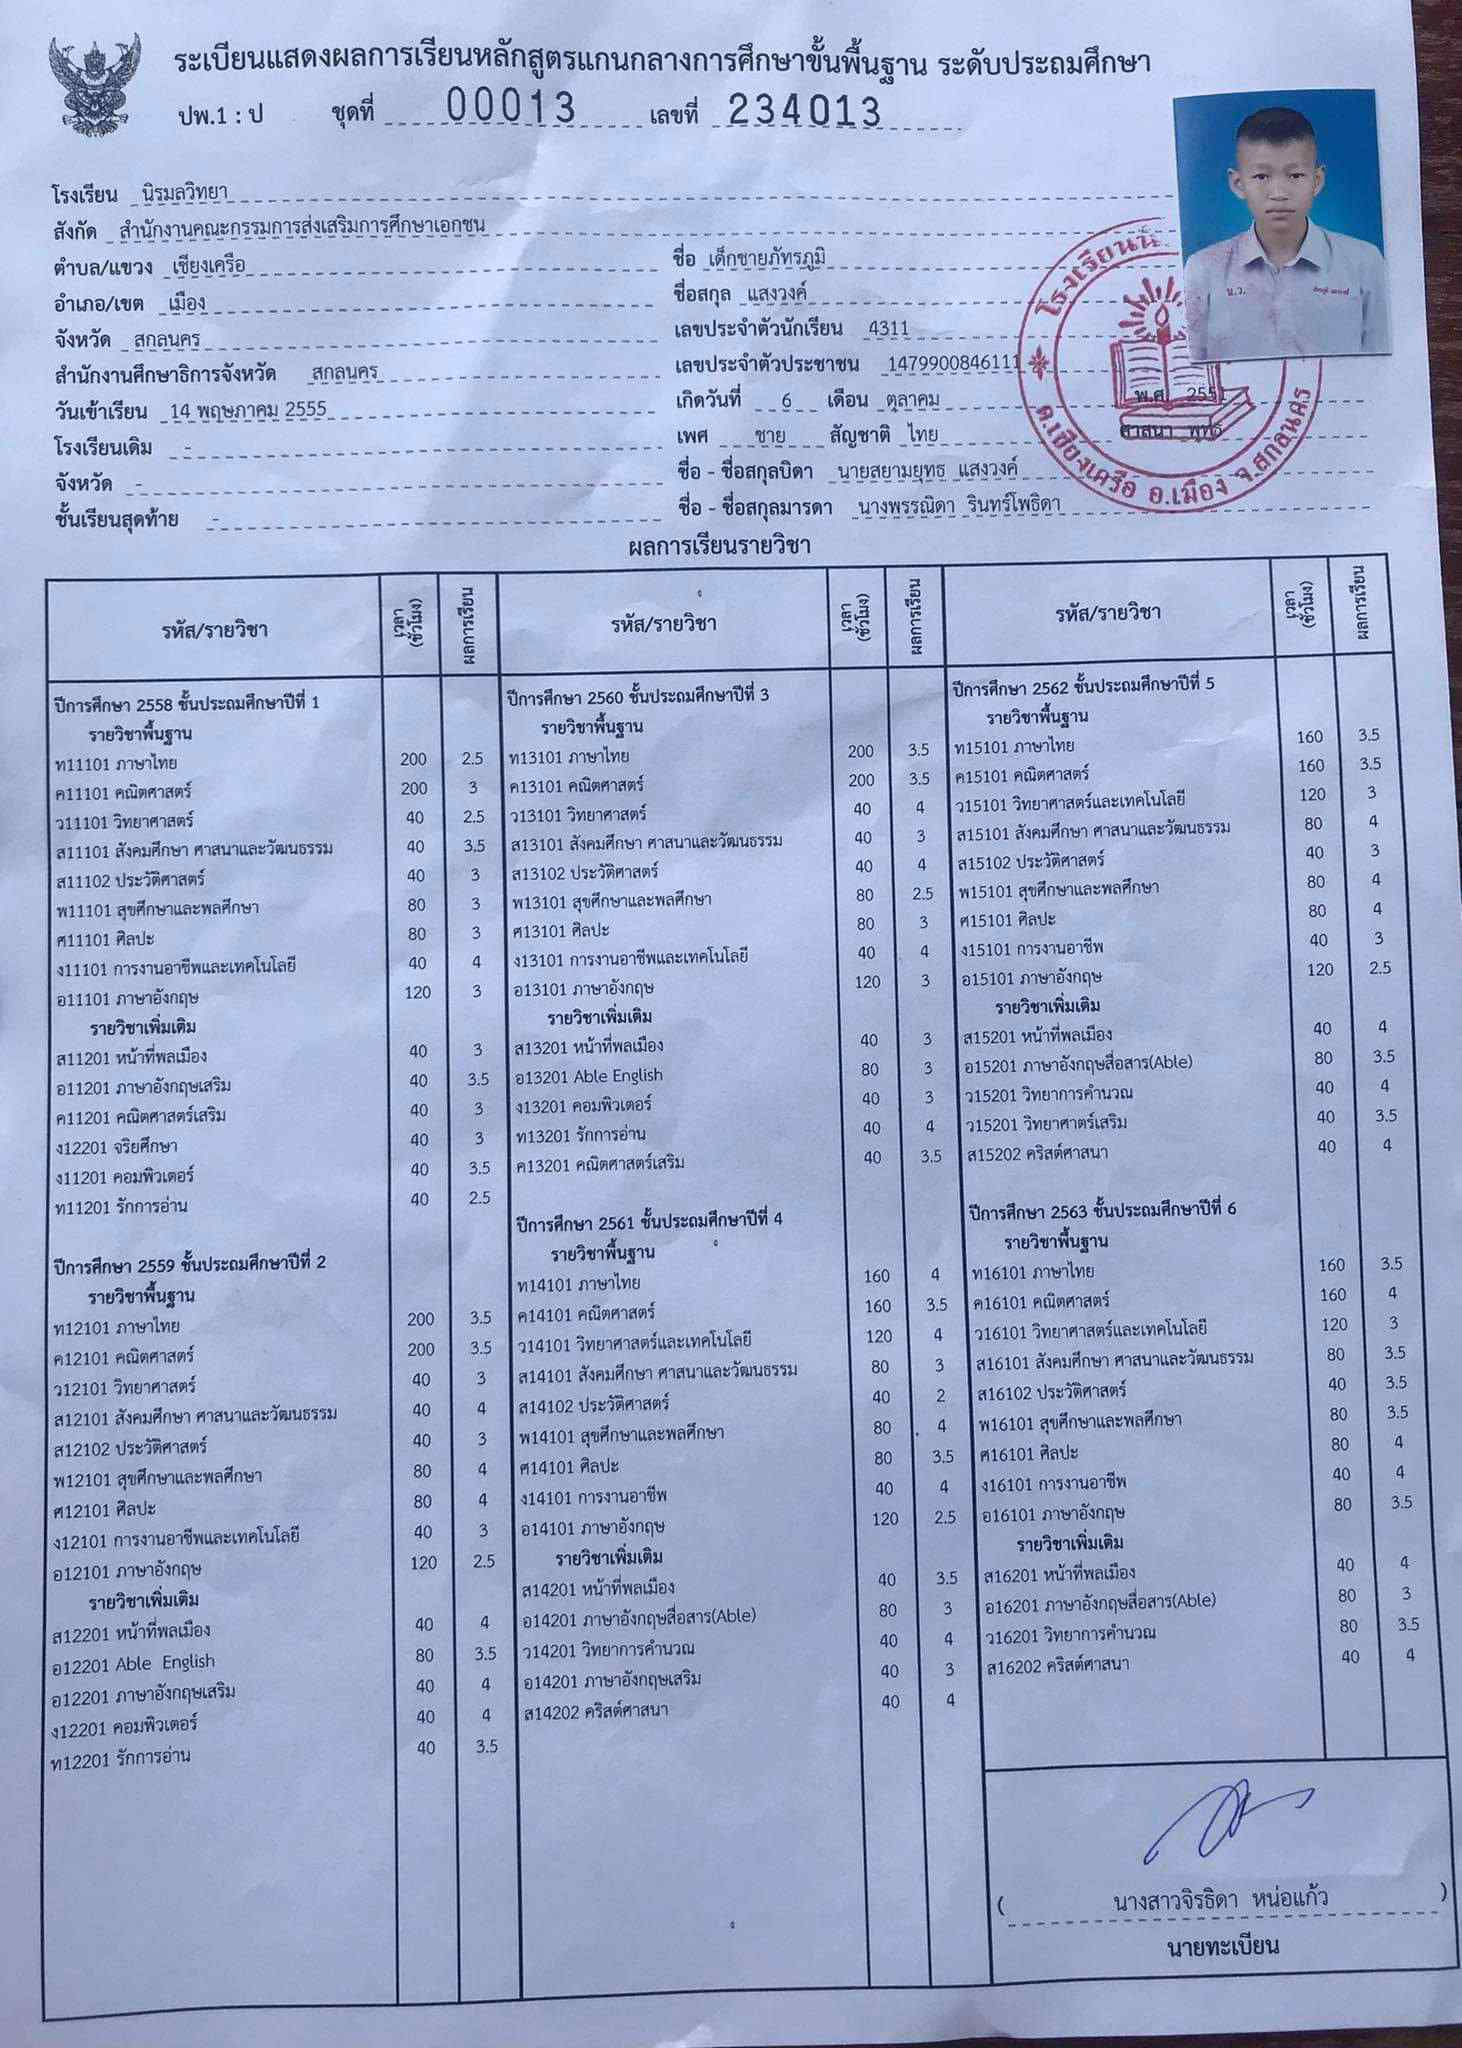 ระเบียนแสดงผลการเรียนหลักสูตรแกนกลางการศึกษาขั้นพื้นฐาน ระดับประถมศึกษา
ปพ.1 : ป ชุดที่ 00013 เลขที่ 234013
โรงเรียน นิรมลวิทยา
สังกัด สำนักงานคณะกรรมการส่งเสริมการศึกษาเอกชน
ตำบล/แขวง เชียงเครือ
อำเภอ/เขต เมือง
จังหวัด สกลนคร
สำนักงานศึกษาธิการจังหวัด สกลนคร
วันเข้าเรียน 14 พฤษภาคม 2555
โรงเรียนเดิม -
จังหวัด -
ชั้นเรียนสุดท้าย -
ชื่อ เด็กชายภัทรภูมิ
ชื่อสกุล แสงวงค์
เลขประจำตัวนักเรียน 4311
เลขประจำตัวประชาชน 1479900846111
เกิดวันที่ 6 เดือน ตุลาคม พ.ศ. 2551
เพศ ชาย สัญชาติ ไทย ศาสนา พุทธ
ชื่อ - ชื่อสกุลบิดา นายสยามยุทธ แสงวงค์
ชื่อ - ชื่อสกุลมารดา นางพรรณิดา รินทร์โพธิดา
น.ว.
ต.เชียงเครือ อ.เมือง จ.สกลนคร
ผลการเรียนรายวิชา
รหัส/รายวิชา เวลา (ชั่วโมง) ผลการเรียน
ปีการศึกษา 2558 ชั้นประถมศึกษาปีที่ 1
รายวิชาพื้นฐาน
ท11101 ภาษาไทย 200 2.5
ค11101 คณิตศาสตร์ 200 3
ว11101 วิทยาศาสตร์ 40 2.5
ส11101 สังคมศึกษา ศาสนาและวัฒนธรรม 40 3.5
ส11102 ประวัติศาสตร์ 40 3
พ11101 สุขศึกษาและพลศึกษา 80 3
ศ11101 ศิลปะ 80 3
ง11101 การงานอาชีพและเทคโนโลยี 40 4
อ11101 ภาษาอังกฤษ 120 3
รายวิชาเพิ่มเติม
ส11201 หน้าที่พลเมือง 40 3
อ11201 ภาษาอังกฤษเสริม 40 3.5
ค11201 คณิตศาสตร์เสริม 40 3
ง12201 จริยศึกษา 40 3
ง11201 คอมพิวเตอร์ 40 3.5
ท11201 รักการอ่าน 40 2.5
ปีการศึกษา 2559 ชั้นประถมศึกษาปีที่ 2
รายวิชาพื้นฐาน
ท12101 ภาษาไทย 200 3.5
ค12101 คณิตศาสตร์ 200 3.5
ว12101 วิทยาศาสตร์ 40 3
ส12101 สังคมศึกษา ศาสนาและวัฒนธรรม 40 4
ส12102 ประวัติศาสตร์ 40 3
พ12101 สุขศึกษาและพลศึกษา 80 4
ศ12101 ศิลปะ 80 4
ง12101 การงานอาชีพและเทคโนโลยี 40 3
อ12101 ภาษาอังกฤษ 120 2.5
รายวิชาเพิ่มเติม
ส12201 หน้าที่พลเมือง 40 4
อ12201 Able English 80 3.5
อ12201 ภาษาอังกฤษเสริม 40 4
ง12201 คอมพิวเตอร์ 40 4
ท12201 รักการอ่าน 40 3.5
รหัส/รายวิชา เวลา (ชั่วโมง) ผลการเรียน
ปีการศึกษา 2560 ชั้นประถมศึกษาปีที่ 3
รายวิชาพื้นฐาน
ท13101 ภาษาไทย 200 3.5
ค13101 คณิตศาสตร์ 200 3.5
ว13101 วิทยาศาสตร์ 40 4
ส13101 สังคมศึกษา ศาสนาและวัฒนธรรม 40 3
ส13102 ประวัติศาสตร์ 40 4
พ13101 สุขศึกษาและพลศึกษา 80 2.5
ศ13101 ศิลปะ 80 3
ง13101 การงานอาชีพและเทคโนโลยี 40 4
อ13101 ภาษาอังกฤษ 120 3
รายวิชาเพิ่มเติม
ส13201 หน้าที่พลเมือง 40 3
อ13201 Able English 80 3
ง13201 คอมพิวเตอร์ 40 3
ท13201 รักการอ่าน 40 4
ค13201 คณิตศาสตร์เสริม 40 3.5
ปีการศึกษา 2561 ชั้นประถมศึกษาปีที่ 4
รายวิชาพื้นฐาน
ท14101 ภาษาไทย 160 4
ค14101 คณิตศาสตร์ 160 3.5
ว14101 วิทยาศาสตร์และเทคโนโลยี 120 4
ส14101 สังคมศึกษา ศาสนาและวัฒนธรรม 80 3
ส14102 ประวัติศาสตร์ 40 2
พ14101 สุขศึกษาและพลศึกษา 80 4
ศ14101 ศิลปะ 80 3.5
ง14101 การงานอาชีพ 40 4
อ14101 ภาษาอังกฤษ 120 2.5
รายวิชาเพิ่มเติม
ส14201 หน้าที่พลเมือง 40 3.5
อ14201 ภาษาอังกฤษสื่อสาร(Able) 80 3
ว14201 วิทยาการคำนวณ 40 4
อ14201 ภาษาอังกฤษเสริม 40 3
ส14202 คริสต์ศาสนา 40 4
รหัส/รายวิชา เวลา (ชั่วโมง) ผลการเรียน
ปีการศึกษา 2562 ชั้นประถมศึกษาปีที่ 5
รายวิชาพื้นฐาน
ท15101 ภาษาไทย 160 3.5
ค15101 คณิตศาสตร์ 160 3.5
ว15101 วิทยาศาสตร์และเทคโนโลยี 120 3
ส15101 สังคมศึกษา ศาสนาและวัฒนธรรม 80 4
ส15102 ประวัติศาสตร์ 40 3
พ15101 สุขศึกษาและพลศึกษา 80 4
ศ15101 ศิลปะ 80 4
ง15101 การงานอาชีพ 40 3
อ15101 ภาษาอังกฤษ 120 2.5
รายวิชาเพิ่มเติม
ส15201 หน้าที่พลเมือง 40 4
อ15201 ภาษาอังกฤษสื่อสาร(Able) 80 3.5
ว15201 วิทยาการคำนวณ 40 4
ว15201 วิทยาศาตร์เสริม 40 3.5
ส15202 คริสต์ศาสนา 40 4
ปีการศึกษา 2563 ชั้นประถมศึกษาปีที่ 6
รายวิชาพื้นฐาน
ท16101 ภาษาไทย 160 3.5
ค16101 คณิตศาสตร์ 160 4
ว16101 วิทยาศาสตร์และเทคโนโลยี 120 3
ส16101 สังคมศึกษา ศาสนาและวัฒนธรรม 80 3.5
ส16102 ประวัติศาสตร์ 40 3.5
พ16101 สุขศึกษาและพลศึกษา 80 3.5
ศ16101 ศิลปะ 80 4
ง16101 การงานอาชีพ 40 4
อ16101 ภาษาอังกฤษ 80 3.5
รายวิชาเพิ่มเติม
ส16201 หน้าที่พลเมือง 40 4
อ16201 ภาษาอังกฤษสื่อสาร(Able) 80 3
ว16201 วิทยาการคำนวณ 80 3.5
ส16202 คริสต์ศาสนา 40 4
( นางสาวจิรธิดา หน่อแก้ว )
นายทะเบียน